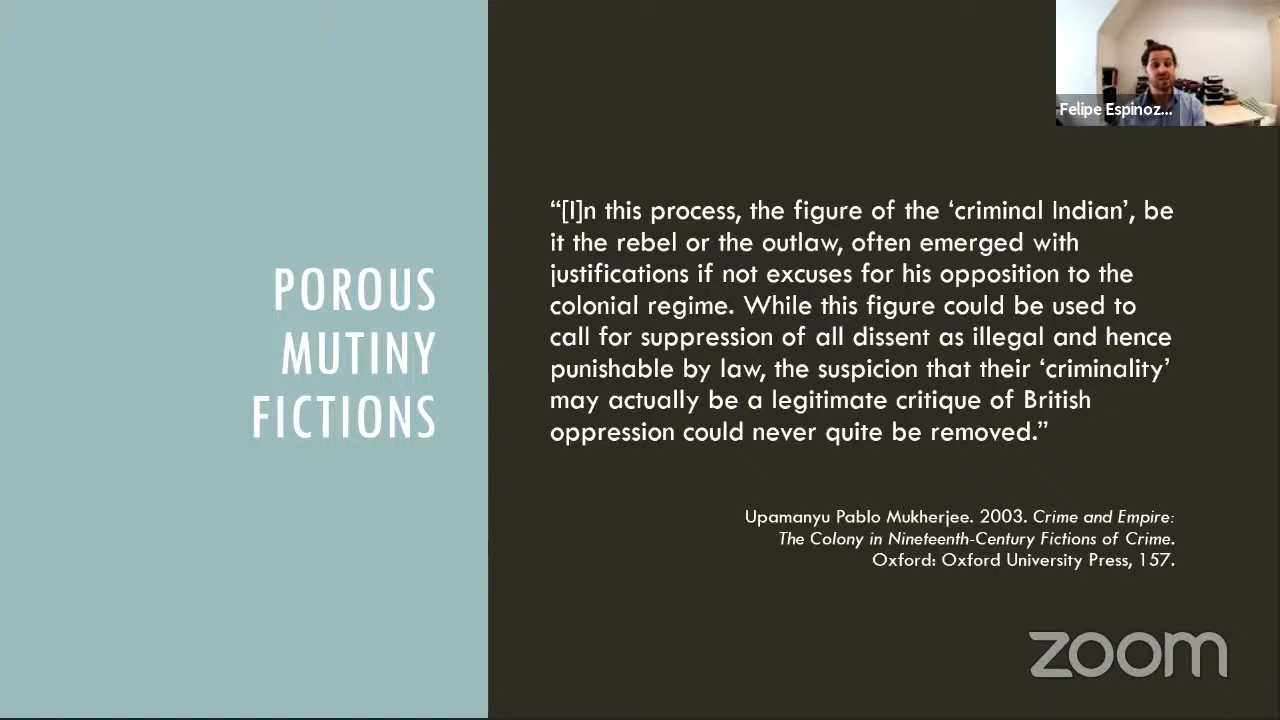 POROUS
MUTINY
FICTIONS
“[I]n this process, the figure of the ‘criminal Indian’, be
it the rebel or the outlaw, often emerged with
justifications if not excuses for his opposition to the
colonial regime. While this figure could be used to
call for suppression of all dissent as illegal and hence
punishable by law, the suspicion that their ‘criminality’
may actually be a legitimate critique of British
oppression could never quite be removed.”
Upamanyu Pablo Mukherjee. 2003. Crime and Empire:
The Colony in Nineteenth-Century Fictions of Crime.
Oxford: Oxford University Press, 157.
Felipe Espinoz...
zoom